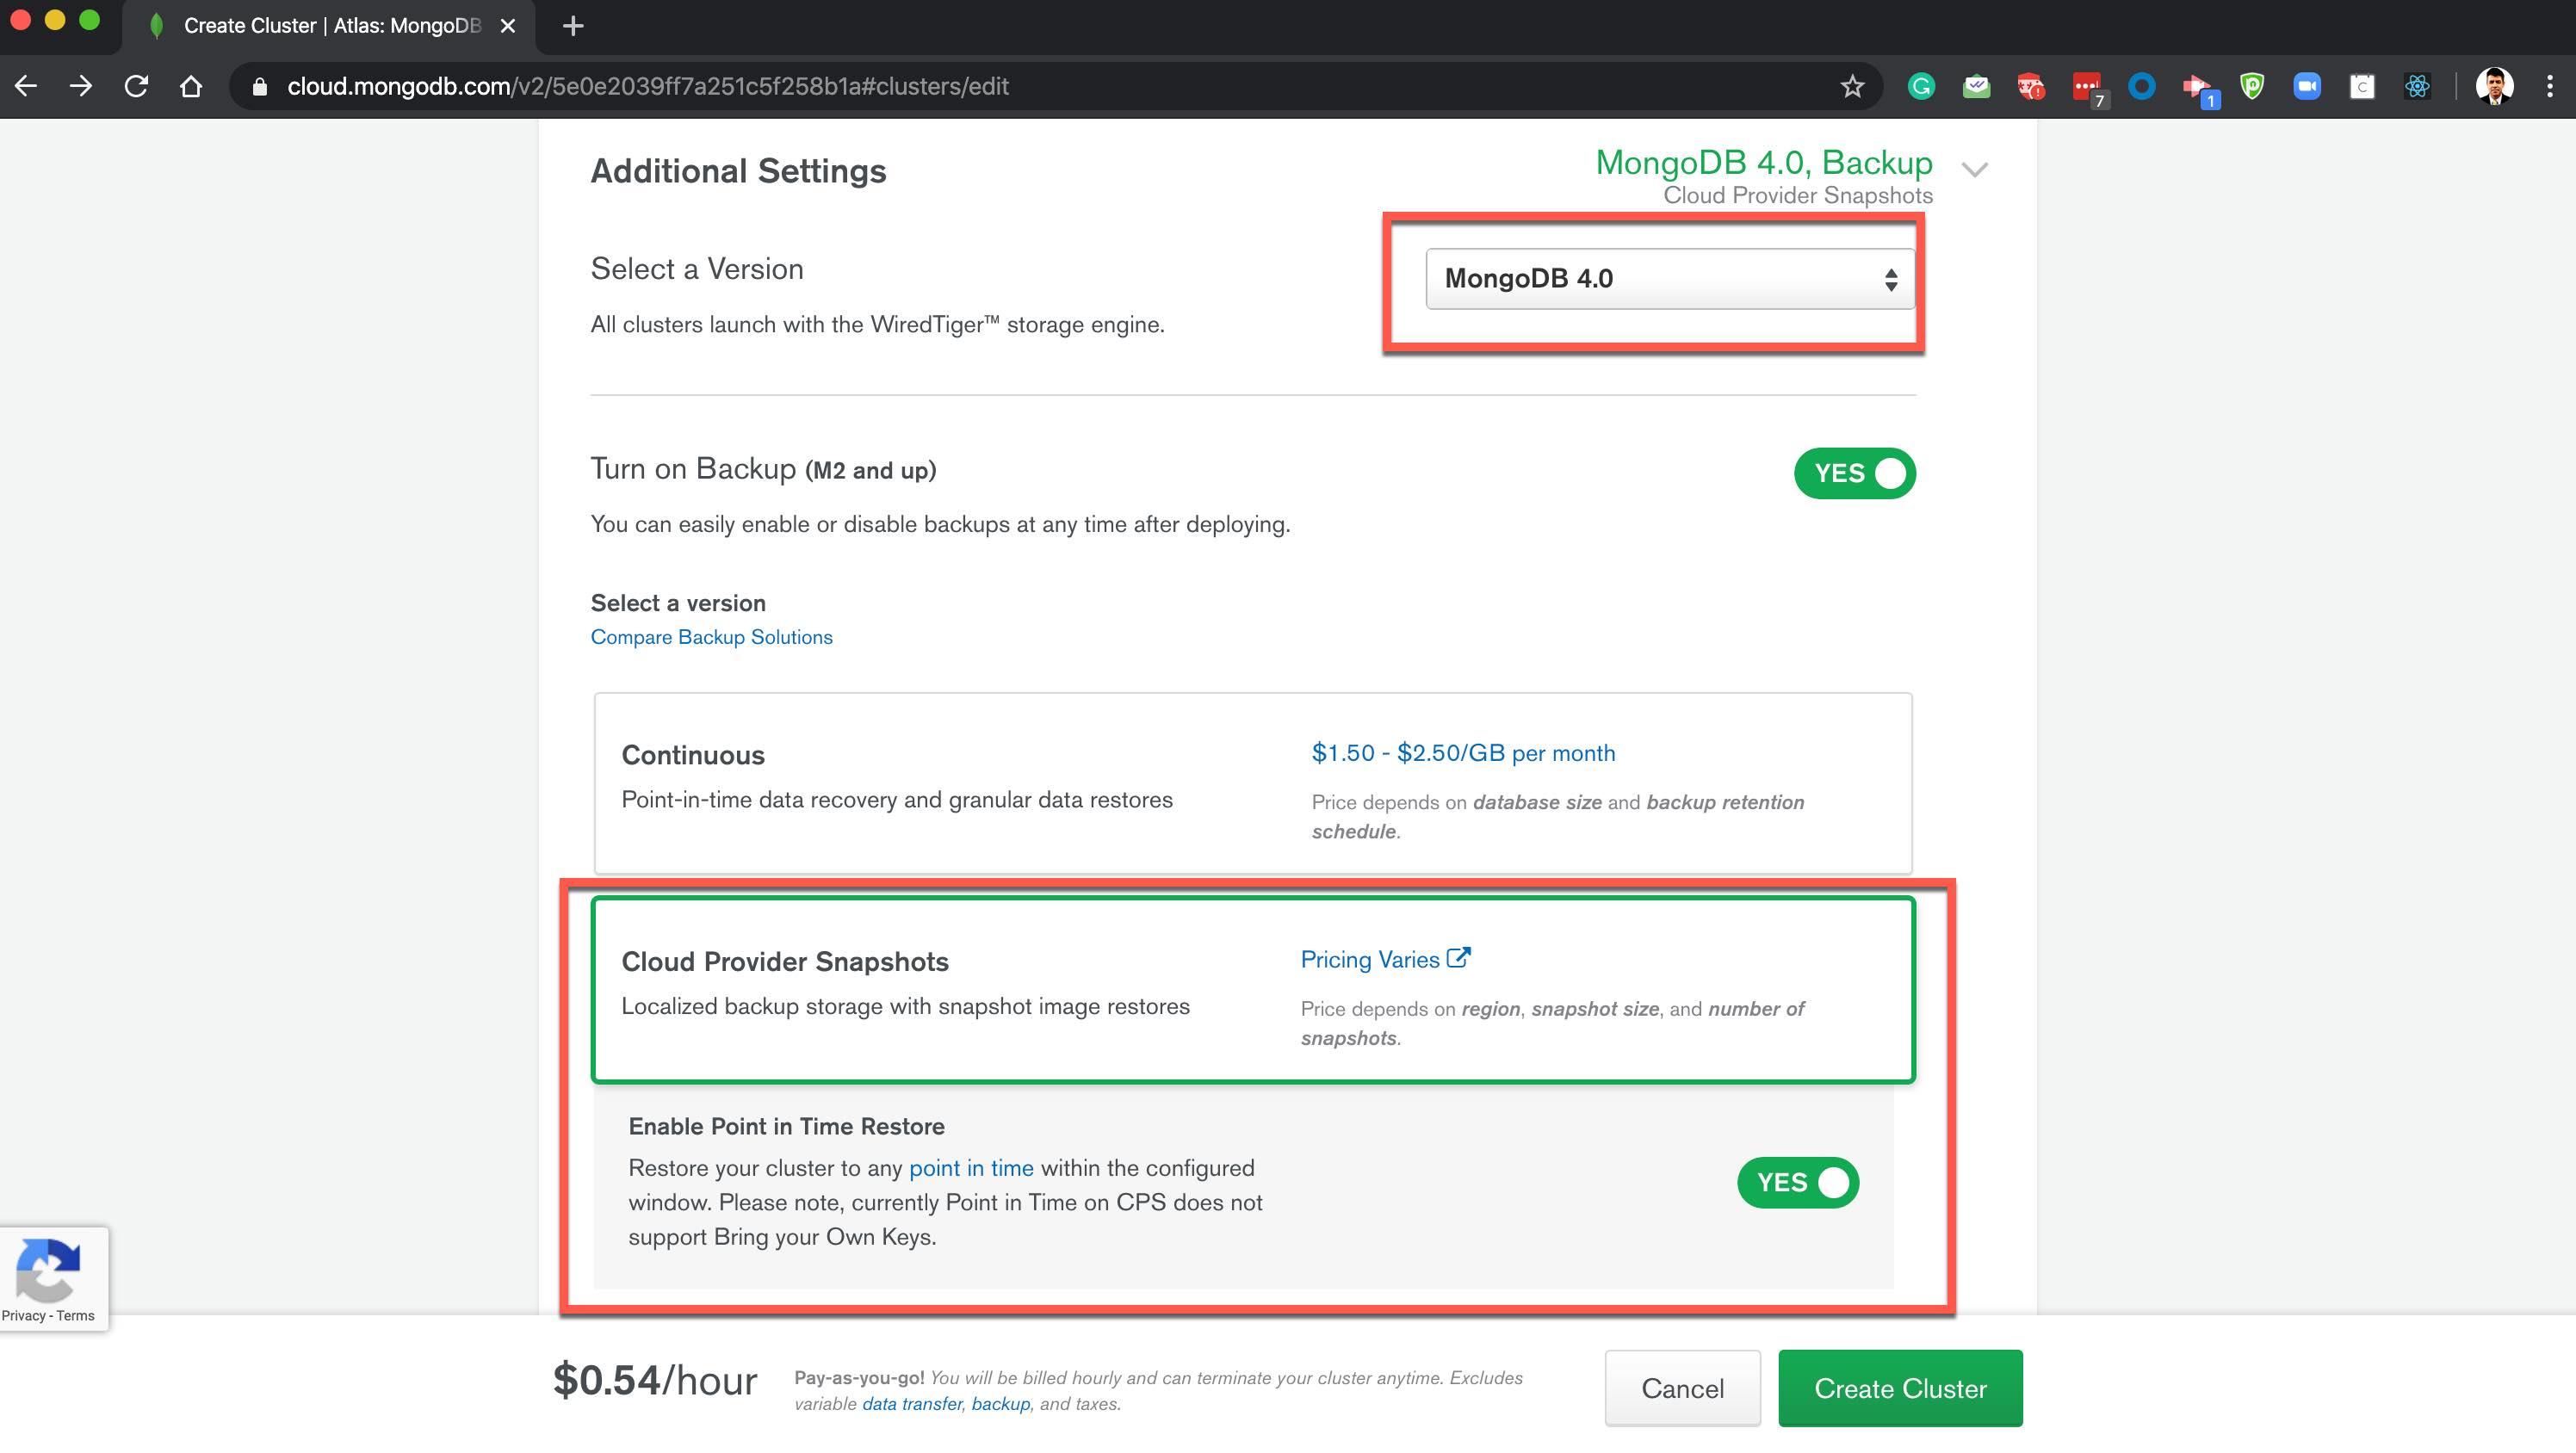 Create Cluster | Atlas: MongoDB
cloud.mongodb.com/v2/5e0e2039ff7a251c5f258b1a#clusters/edit
7
1
C
Additional Settings
MongoDB 4.0, Backup
Cloud Provider Snapshots
Select a Version
MongoDB 4.0
All clusters launch with the WiredTiger™ storage engine.
Turn on Backup (M2 and up)
YES
You can easily enable or disable backups at any time after deploying.
Select a version
Compare Backup Solutions
Continuous
Point-in-time data recovery and granular data restores
$1.50 - $2.50/GB per month
Price depends on database size and backup retention
schedule.
Cloud Provider Snapshots
Localized backup storage with snapshot image restores
Pricing Varies
Price depends on region, snapshot size, and number of
snapshots.
Enable Point in Time Restore
Restore your cluster to any point in time within the configured
window. Please note, currently Point in Time on CPS does not
support Bring your Own Keys.
YES
Privacy - Terms
$0.54/hour
Pay-as-you-go! You will be billed hourly and can terminate your cluster anytime. Excludes
variable data transfer, backup, and taxes.
Cancel
Create Cluster